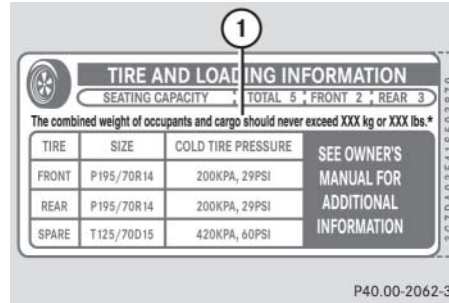 1
TIRE AND LOADING INFORMATION
SEATING CAPACITY TOTAL 5 FRONT 2 REAR 3
The combined weight of occupants and cargo should never exceed XXX kg or XXX lbs.*
TIRE SIZE COLD TIRE PRESSURE SEE OWNER'S MANUAL FOR ADDITIONAL INFORMATION
FRONT P195/70R14 200KPA, 29PSI
REAR P195/70R14 200KPA, 29PSI
SPARE T125/70D15 420KPA, 60PSI
P40.00-2062-3